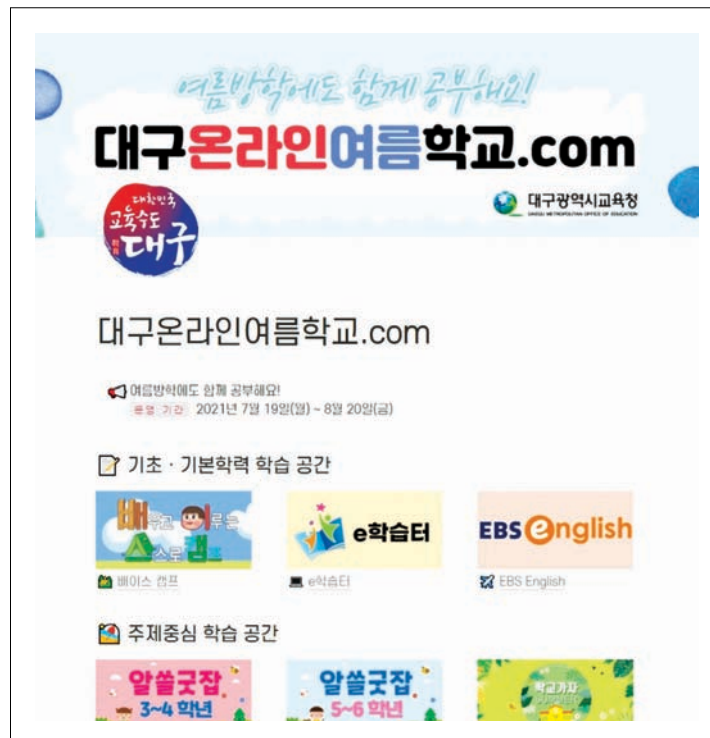 여름방학에도 함께 공부해요!
대구온라인여름학교.com
대한민국
교육수도
대구
대구광역시교육청
DAEGU METROPOLITAN OFFICE OF EDUCATION
대구온라인여름학교.com
여름방학에도 함께 공부해요!
운영 기간 2021년 7월 19일(월) ~ 8월 20일(금)
기초 · 기본학력 학습 공간
배우고 이루는
스스로 캠프
e학습터
EBS English
베이스 캠프
e학습터
EBS English
주제중심 학습 공간
알쓸굿잡
3~4 학년
알쓸굿잡
5~6 학년
학교가자